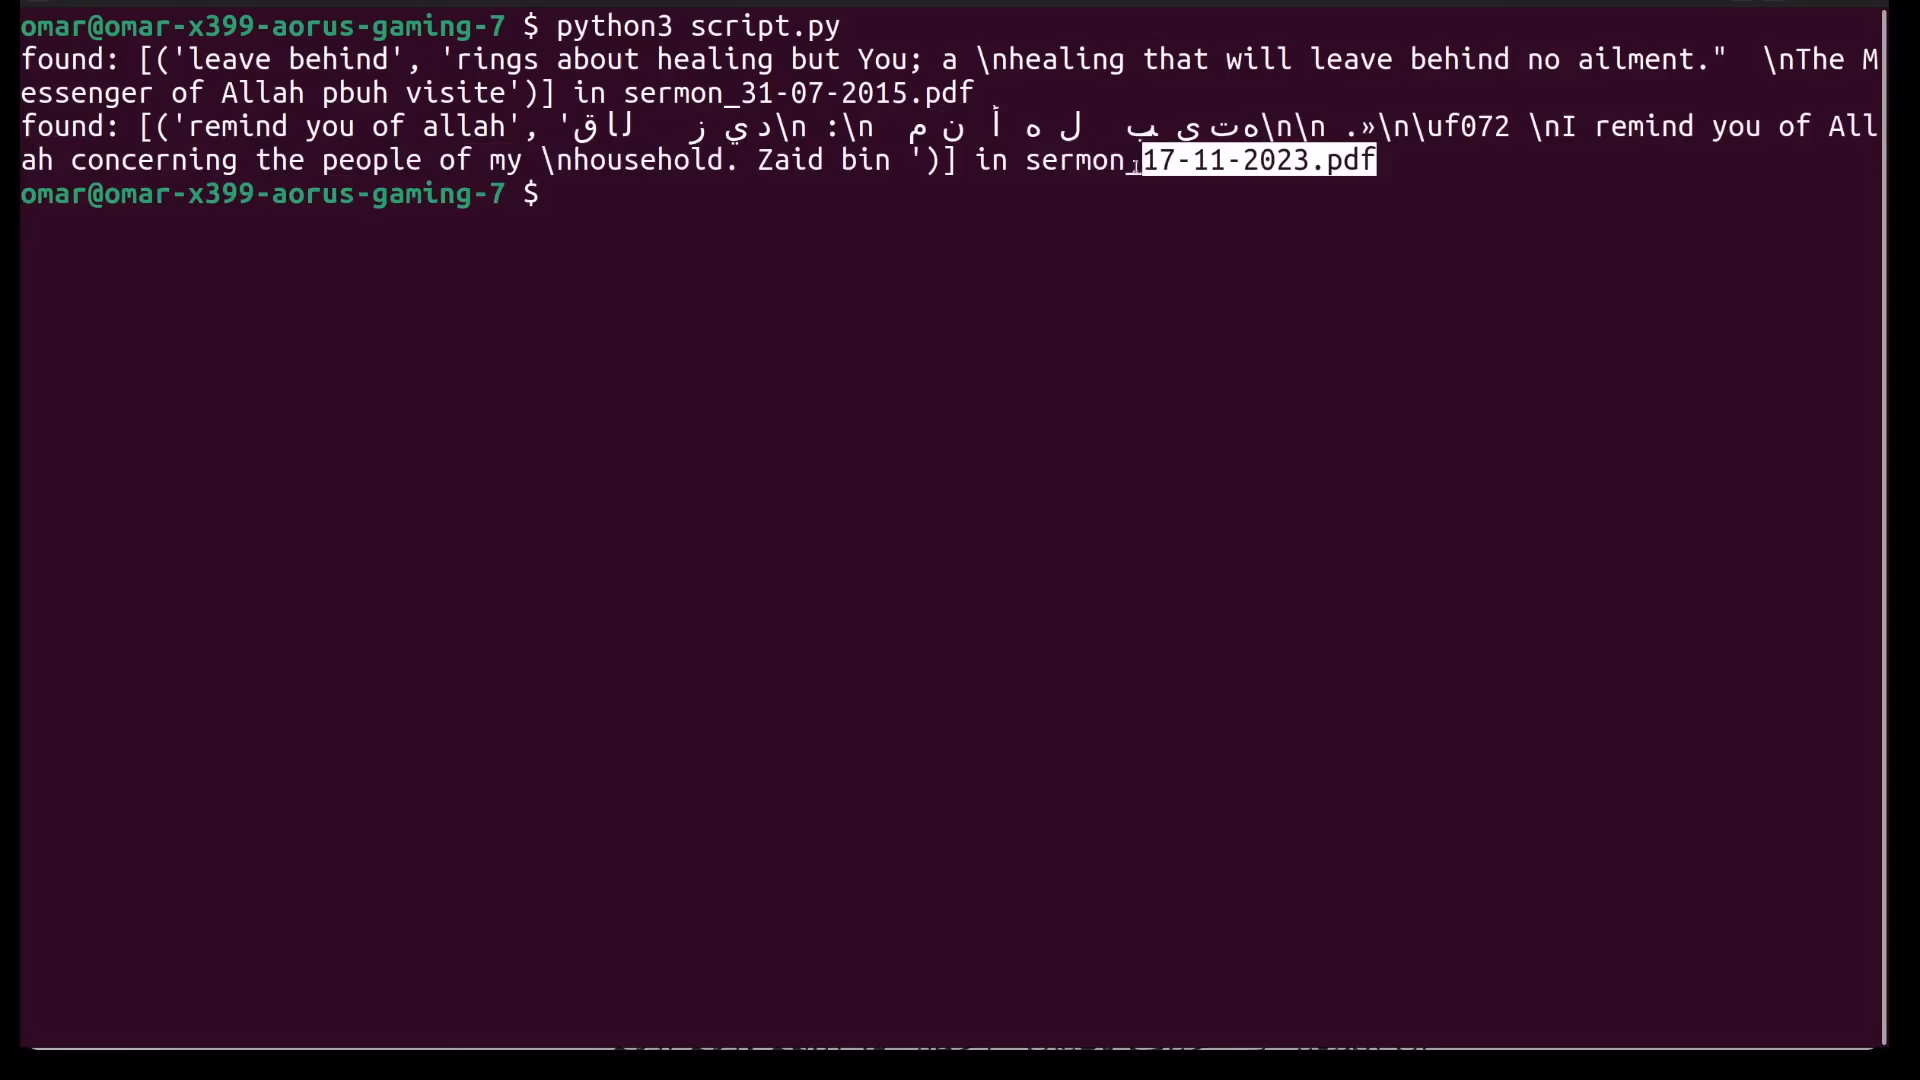 omar@omar-x399-aorus-gaming-7 $ python3 script.py
found: [('leave behind', 'rings about healing but You; a \nhealing that will leave behind no ailment."  \nThe M
essenger of Allah pbuh visite')] in sermon_31-07-2015.pdf
found: [('remind you of allah', 'ق ا ل   ز ي د\n :\n  م ن أ ه ل  ب ي ت ه\n\n .»\n\uf072 \nI remind you of All
ah concerning the people of my \nhousehold. Zaid bin ')] in sermon_17-11-2023.pdf
omar@omar-x399-aorus-gaming-7 $